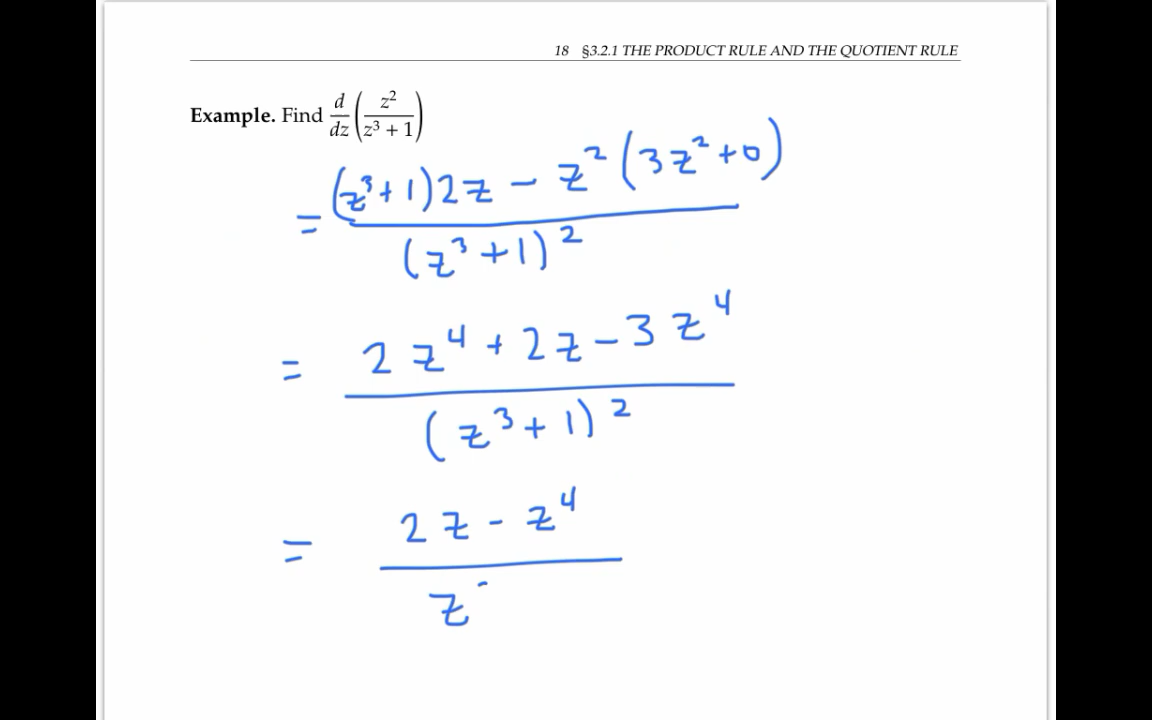 18 §3.2.1 THE PRODUCT RULE AND THE QUOTIENT RULE
Example. Find d/dz (z²/(z³ + 1))
= ((z³+1)2z - z²(3z²+0))/(z³+1)²
= (2z⁴+2z-3z⁴)/(z³+1)²
= (2z-z⁴)/z